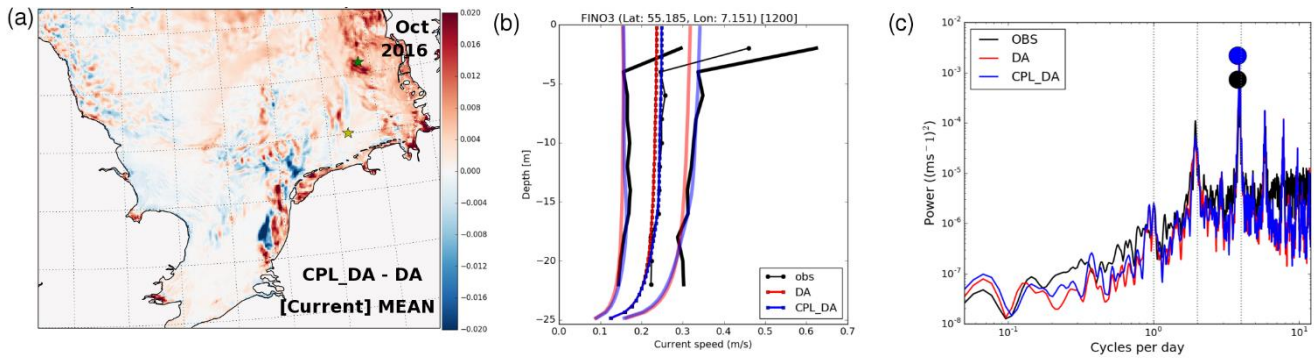 (a)
Oct
2016
CPL_DA - DA
[Current] MEAN
0.020
0.016
0.012
0.008
0.004
0.000
−0.004
−0.008
−0.012
−0.016
−0.020
(b)
FINO3 (Lat: 55.185, Lon: 7.151) [1200]
Depth [m]
0
−5
−10
−15
−20
−25
0.0 0.1 0.2 0.3 0.4 0.5 0.6 0.7
Current speed (m/s)
obs
DA
CPL_DA
(c)
OBS
DA
CPL_DA
Power ((ms−1)²)
10⁻²
10⁻³
10⁻⁴
10⁻⁵
10⁻⁶
10⁻⁷
10⁻⁸
10⁻¹ 10⁰ 10¹
Cycles per day